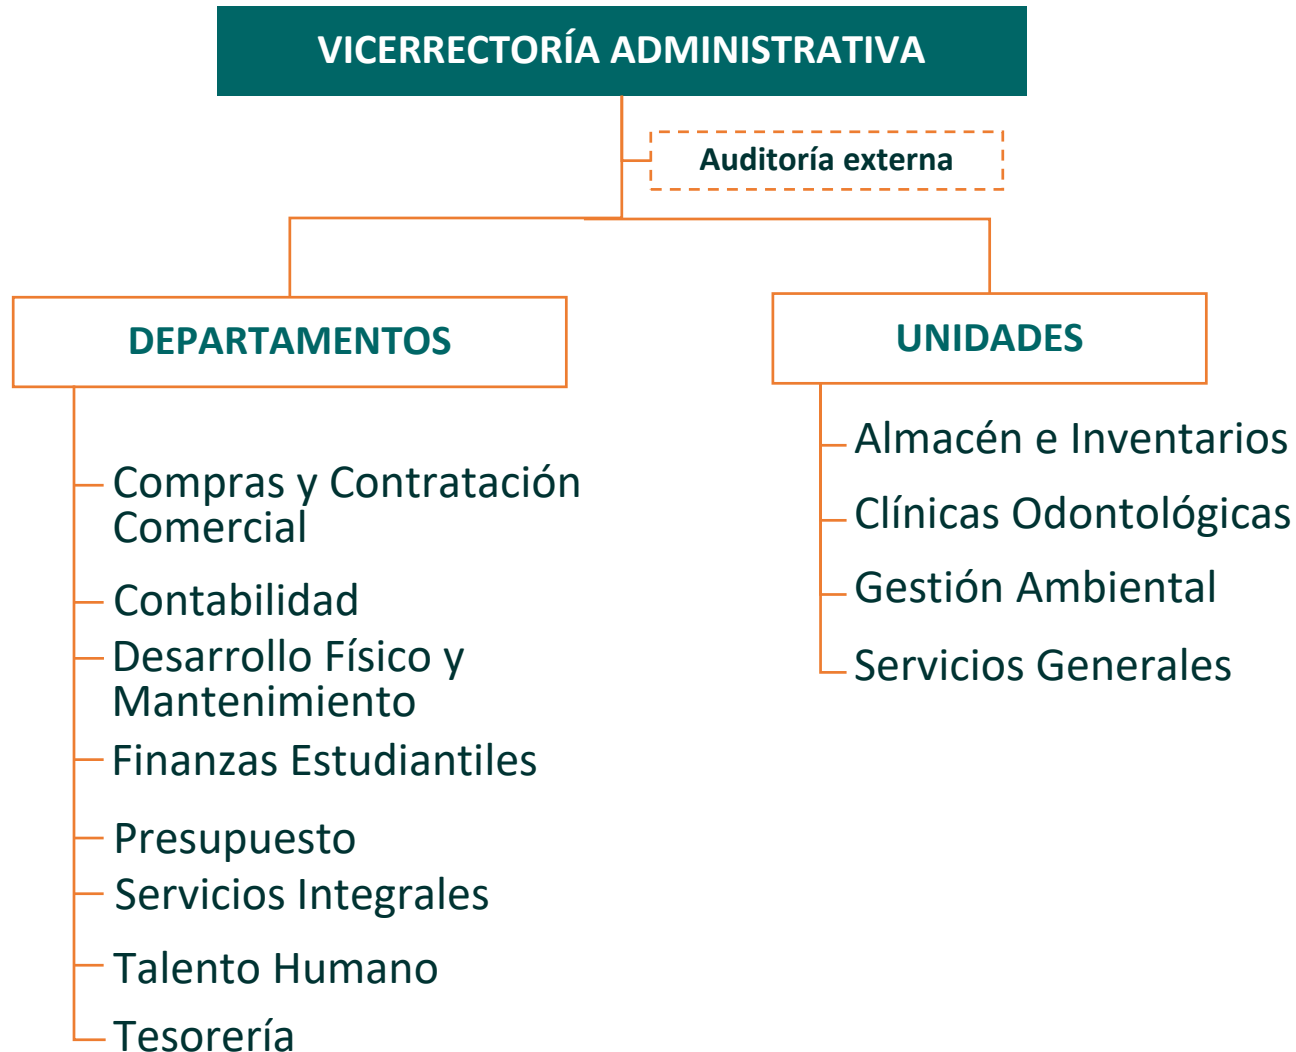 VICERRECTORÍA ADMINISTRATIVA
Auditoría externa
DEPARTAMENTOS
Compras y Contratación
Comercial
Contabilidad
Desarrollo Físico y
Mantenimiento
Finanzas Estudiantiles
Presupuesto
Servicios Integrales
Talento Humano
Tesorería
UNIDADES
Almacén e Inventarios
Clínicas Odontológicas
Gestión Ambiental
Servicios Generales